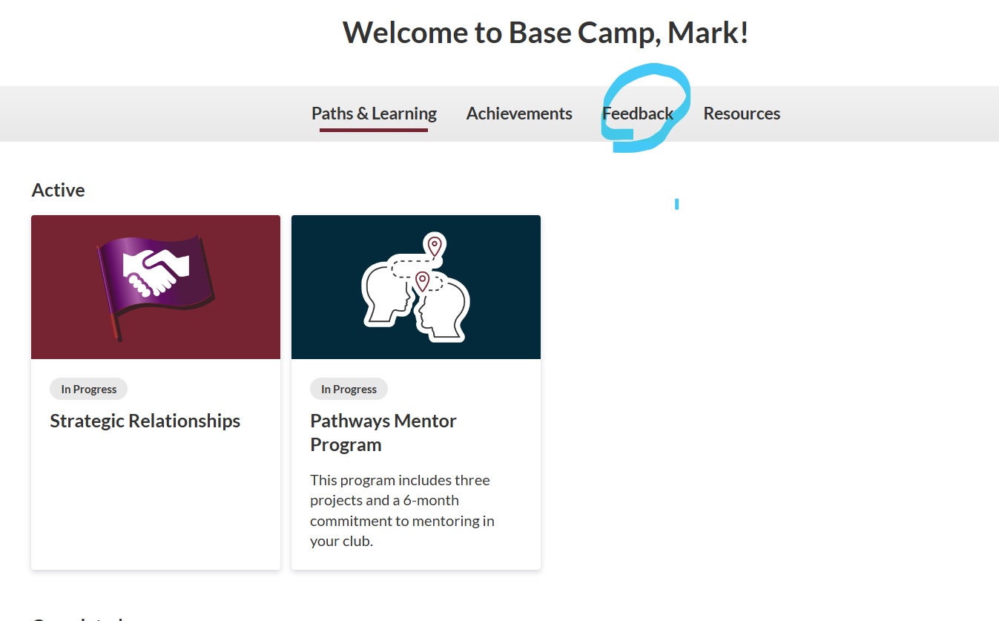 Welcome to Base Camp, Mark!
Paths & Learning Achievements Feedback Resources
Active
In Progress
Strategic Relationships
In Progress
Pathways Mentor
Program
This program includes three
projects and a 6-month
commitment to mentoring in
your club.